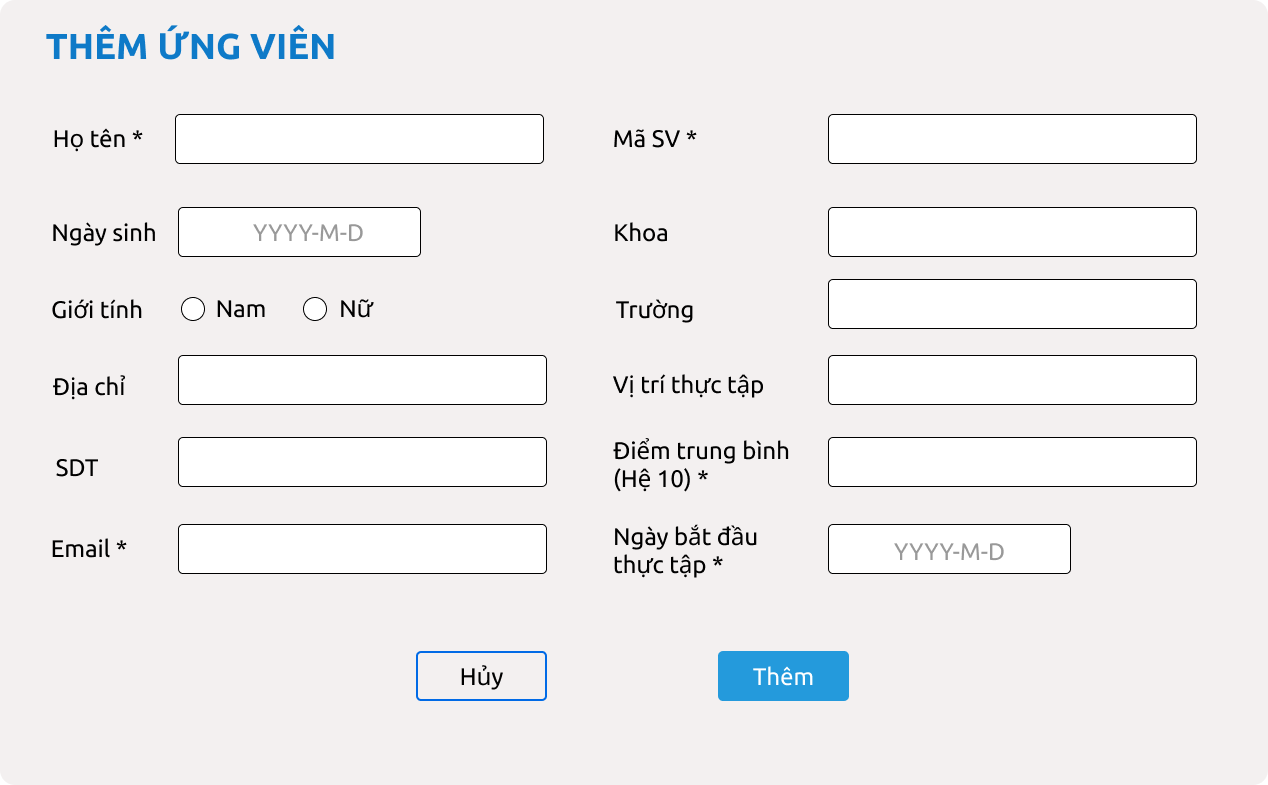 THÊM ỨNG VIÊN
Họ tên *
Mã SV *
Ngày sinh
YYYY-M-D
Khoa
Giới tính
Nam
Nữ
Trường
Địa chỉ
Vị trí thực tập
SDT
Điểm trung bình
(Hệ 10) *
Email *
Ngày bắt đầu
thực tập *
YYYY-M-D
Hủy
Thêm